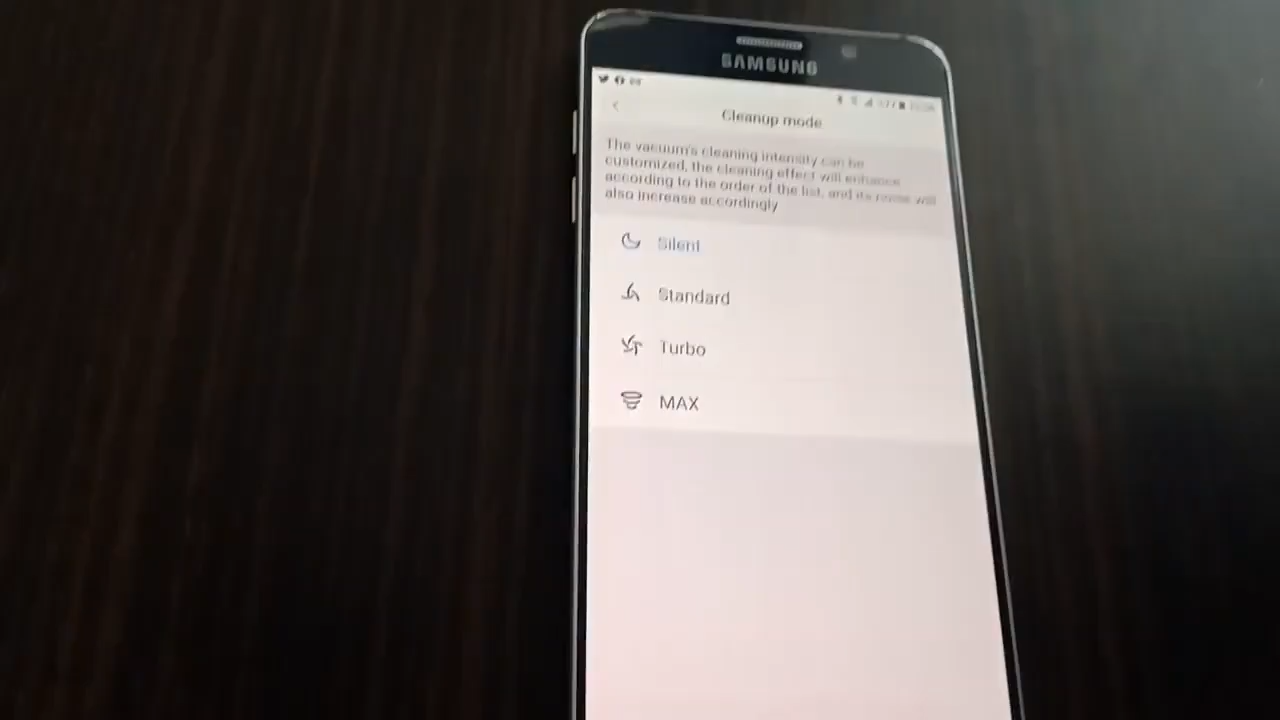 SAMSUNG
Cleanup mode
The vacuum's cleaning intensity can be
customized, the cleaning effect will enhance
according to the order of the list, and its noise will
also increase accordingly
Silent
Standard
Turbo
MAX